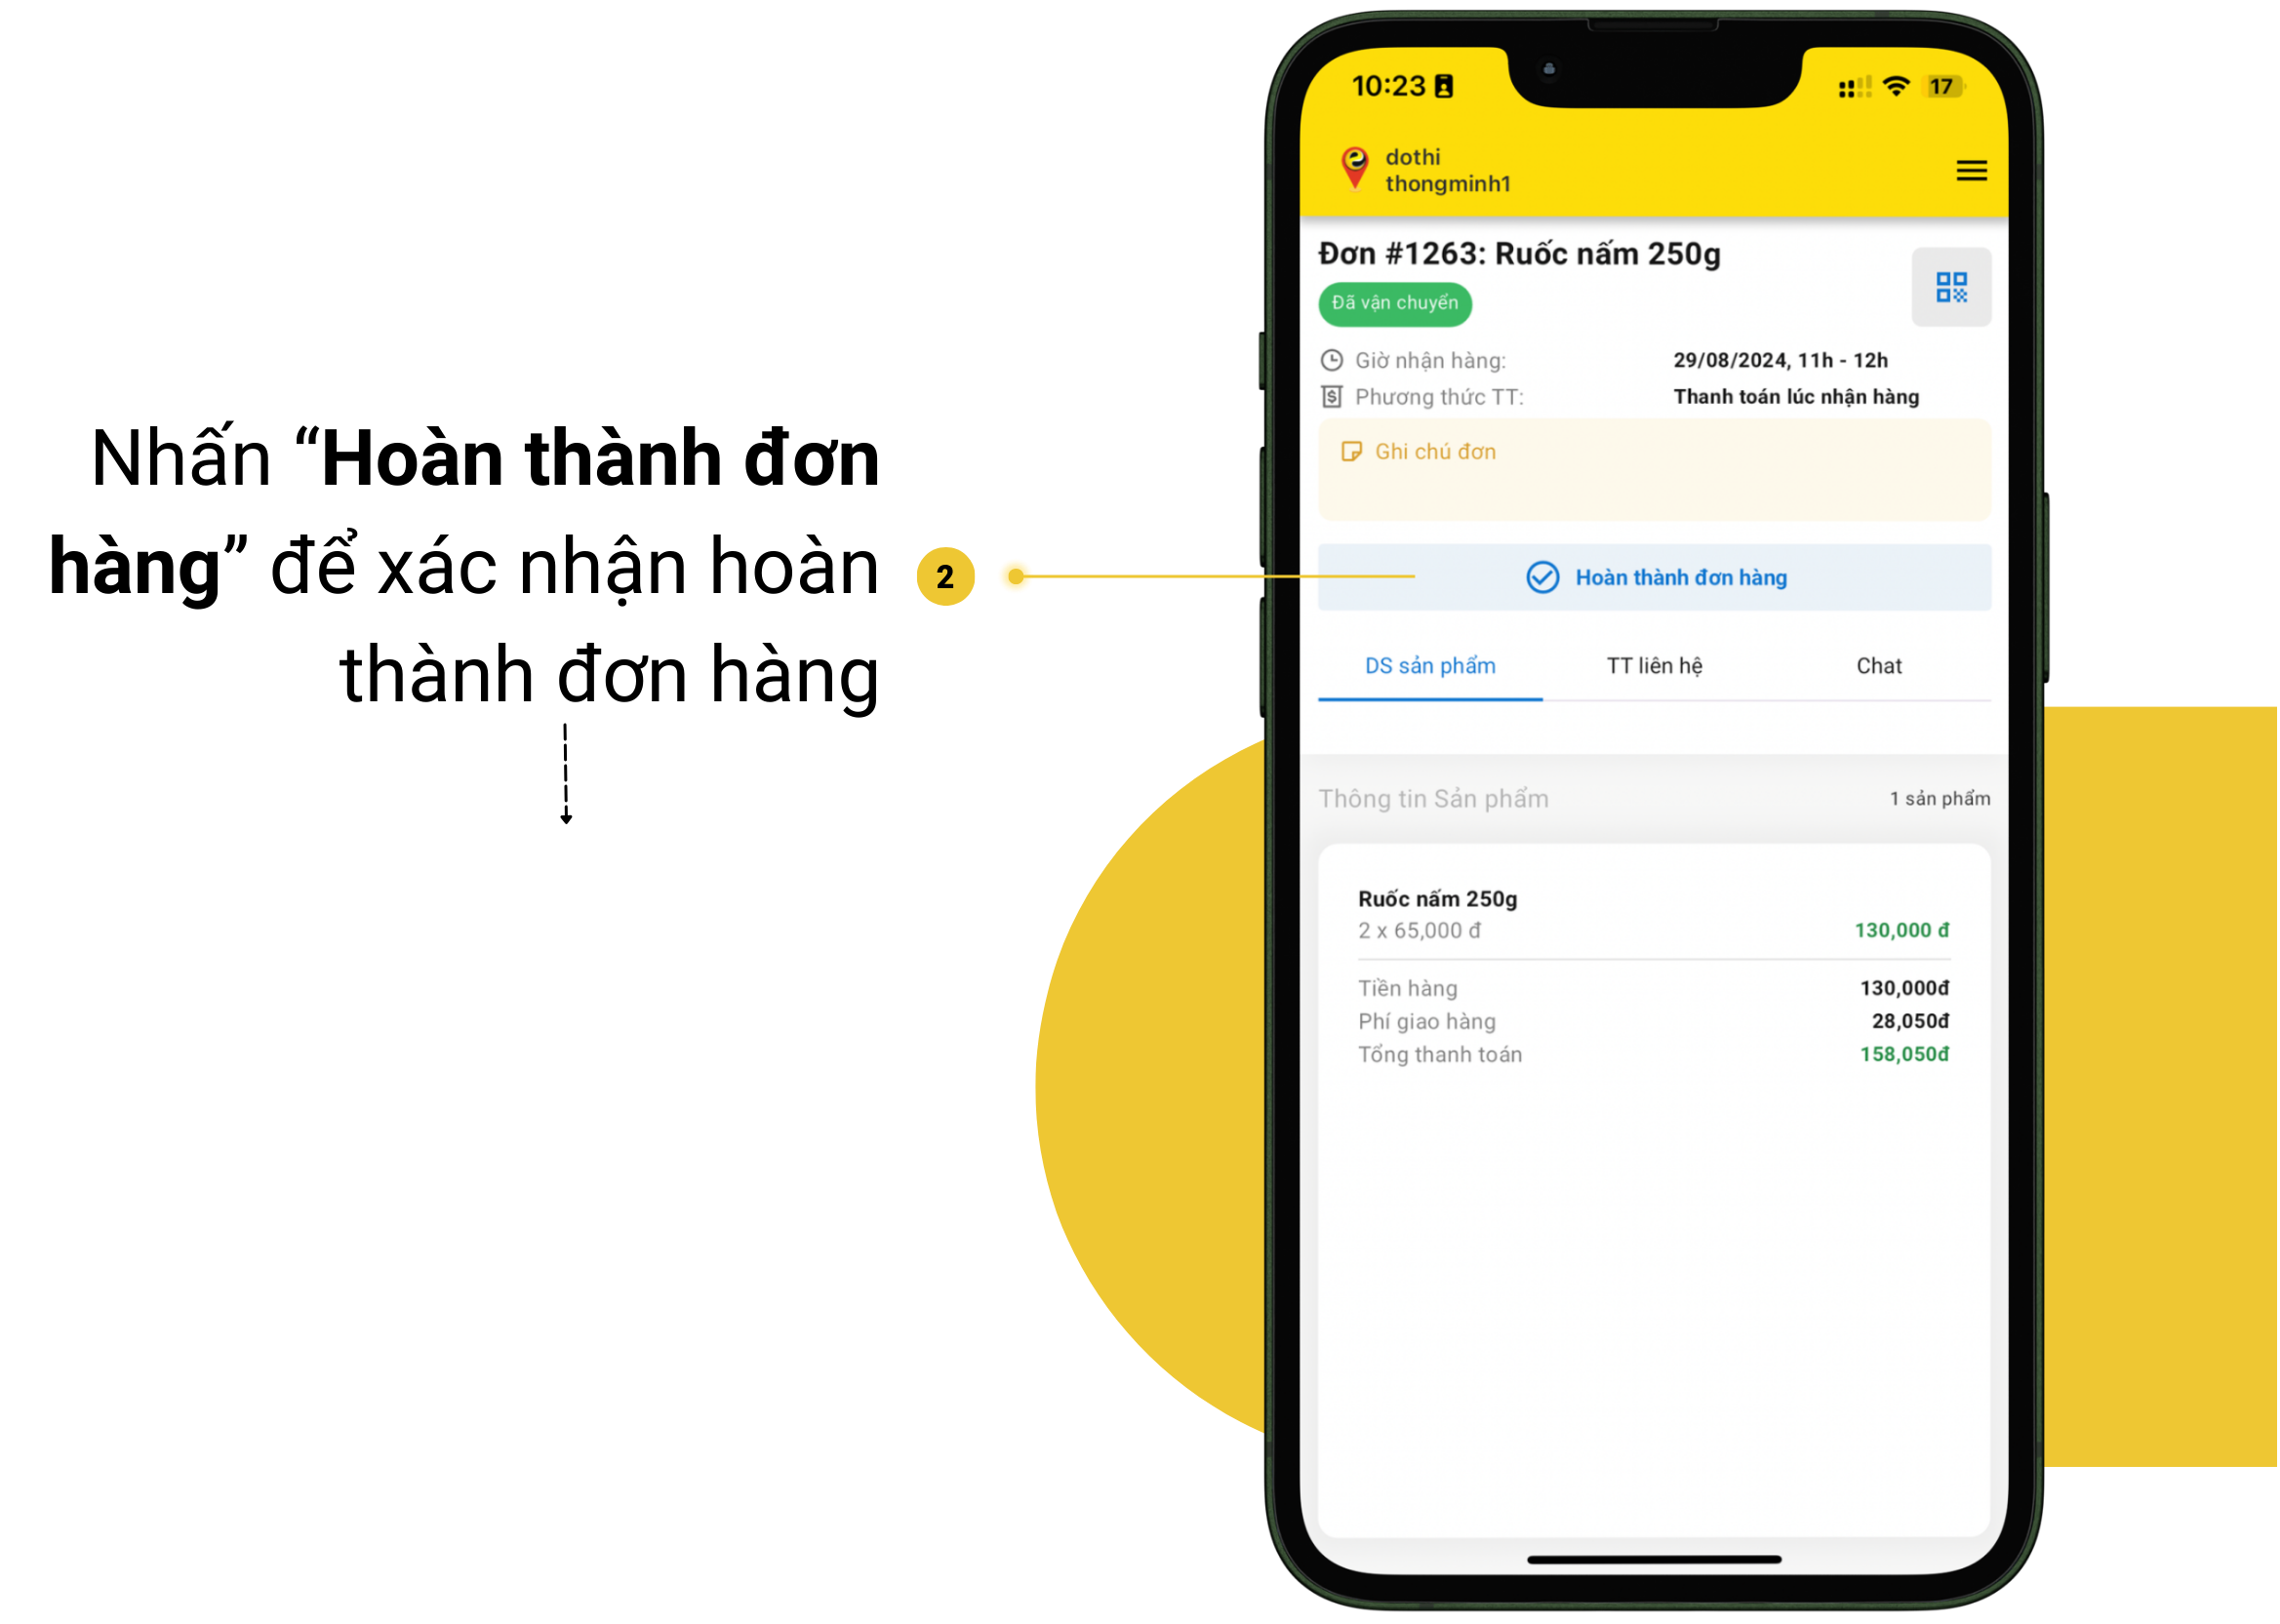 Nhấn “Hoàn thành đơn
hàng” để xác nhận hoàn
thành đơn hàng
2
10:23
17
dothi
thongminh1
Đơn #1263: Ruốc nấm 250g
Đã vận chuyển
Giờ nhận hàng: 29/08/2024, 11h - 12h
Phương thức TT: Thanh toán lúc nhận hàng
Ghi chú đơn
Hoàn thành đơn hàng
DS sản phẩm TT liên hệ Chat
Thông tin Sản phẩm 1 sản phẩm
Ruốc nấm 250g
2 x 65,000 đ 130,000 đ
Tiền hàng 130,000đ
Phí giao hàng 28,050đ
Tổng thanh toán 158,050đ